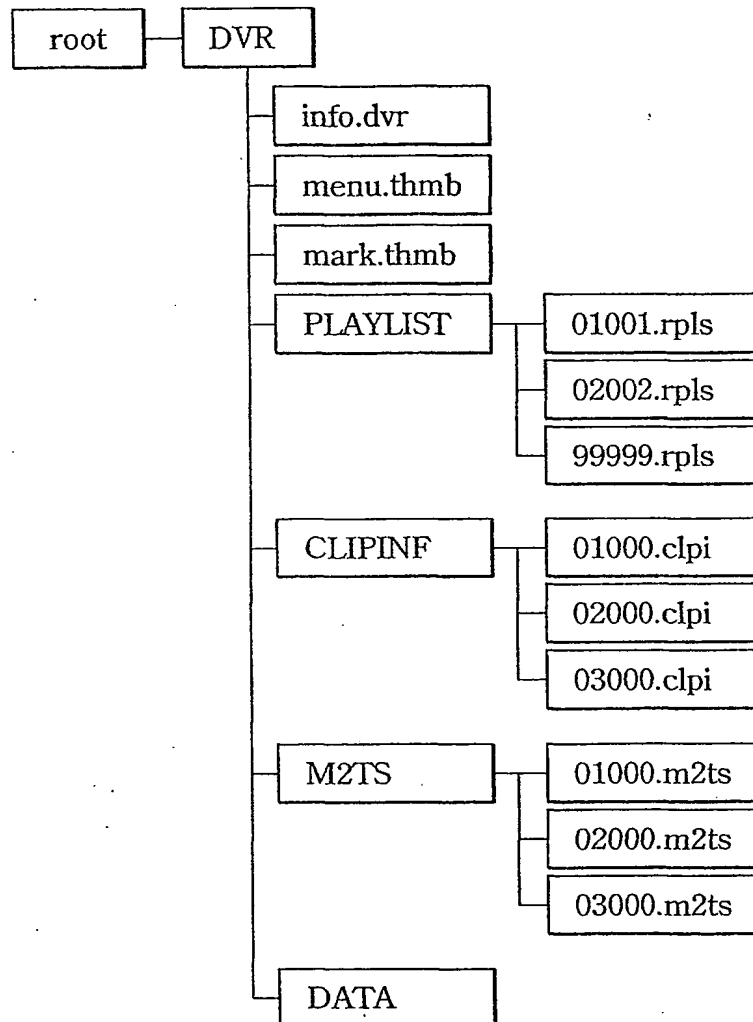 root
DVR
info.dvr
menu.thmb
mark.thmb
PLAYLIST
01001.rpls
02002.rpls
99999.rpls
CLIPINF
01000.clpi
02000.clpi
03000.clpi
M2TS
01000.m2ts
02000.m2ts
03000.m2ts
DATA